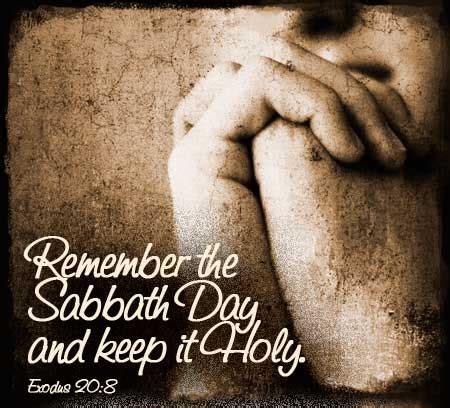 Remember the
Sabbath Day
and keep it Holy.
Exodus 20:8